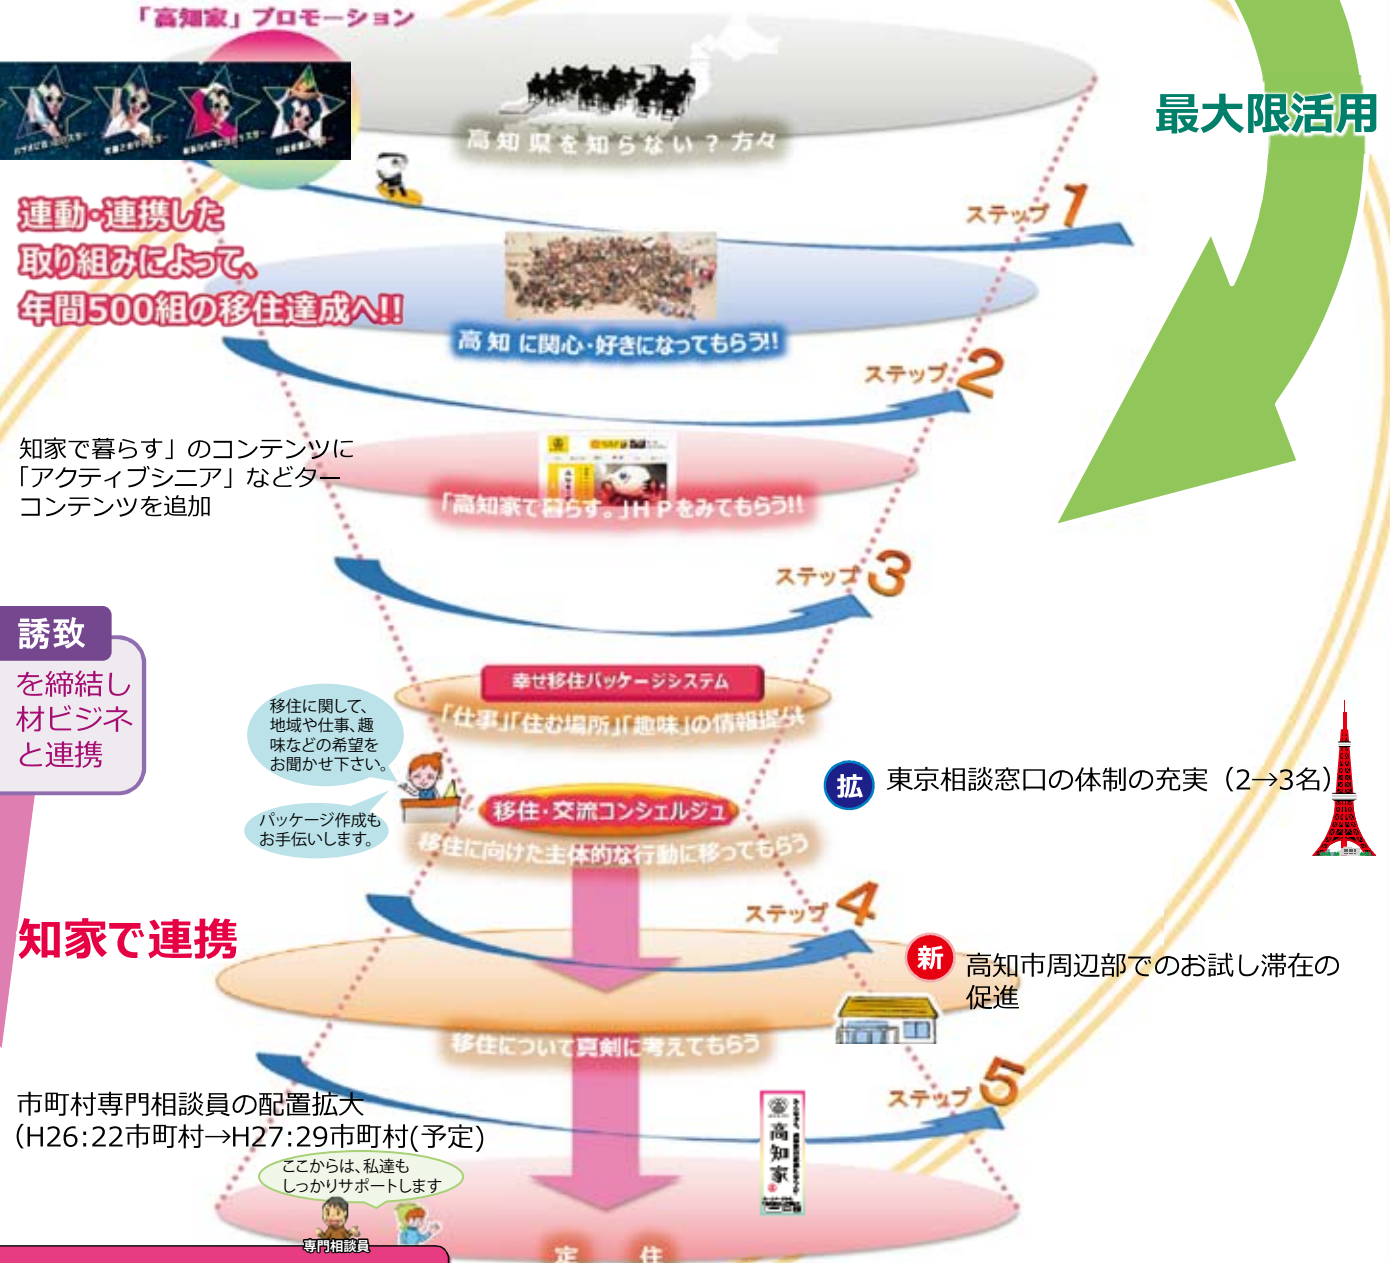 「高知家」プロモーション
最大限活用
高知県を知らない？方々
ステップ1
連動・連携した
取り組みによって、
年間500組の移住達成へ!!
高知に関心・好きになってもらう!!
ステップ2
知家で暮らす」のコンテンツに
「アクティブシニア」などター
コンテンツを追加
「高知家で暮らす。」HPをみてもらう!!
ステップ3
誘致
を締結し
材ビジネ
と連携
幸せ移住パッケージシステム
「仕事」「住む場所」「趣味」の情報提供
移住に関して、
地域や仕事、趣
味などの希望を
お聞かせ下さい。
パッケージ作成も
お手伝いします。
移住・交流コンシェルジュ
移住に向けた主体的な行動に移ってもらう
拡 東京相談窓口の体制の充実（2→3名）
ステップ4
知家で連携
新 高知市周辺部でのお試し滞在の
促進
移住について真剣に考えてもらう
ステップ5
市町村専門相談員の配置拡大
（H26：22市町村→H27：29市町村(予定)
高知家
ここからは、私達も
しっかりサポートします
専門相談員
定 住